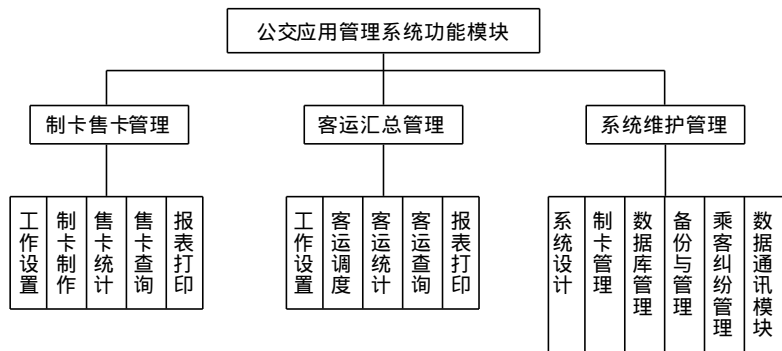 公交应用管理系统功能模块
制卡售卡管理
客运汇总管理
系统维护管理
工作设置
制卡制作
售卡统计
售卡查询
报表打印
工作设置
客运调度
客运统计
客运查询
报表打印
系统设计
制卡管理
数据库管理
备份与管理
乘客纠纷管理
数据通讯模块